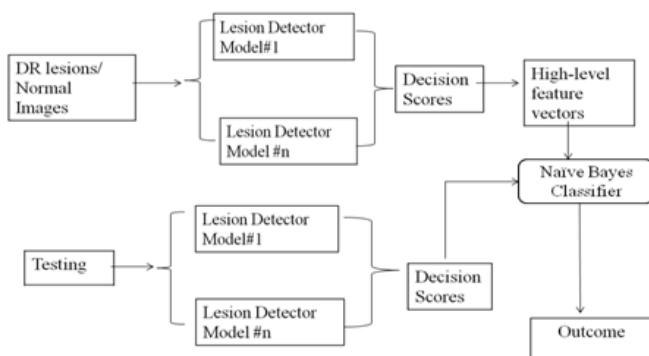 DR lesions/
Normal
Images
Lesion Detector
Model#1
Lesion Detector
Model #n
Decision
Scores
High-level
feature
vectors
Naïve Bayes
Classifier
Testing
Lesion Detector
Model#1
Lesion Detector
Model #n
Decision
Scores
Outcome